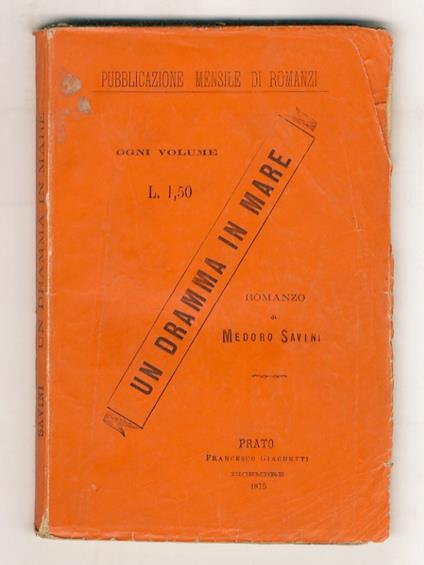 PUBBLICAZIONE MENSILE DI ROMANZI
OGNI VOLUME
L. 1,50
UN DRAMMA IN MARE
ROMANZO
di
MEDORO SAVINI
PRATO
FRANCESCO GIACHETTI
DICEMBRE
1875
SAVINI UN DRAMMA IN MARE